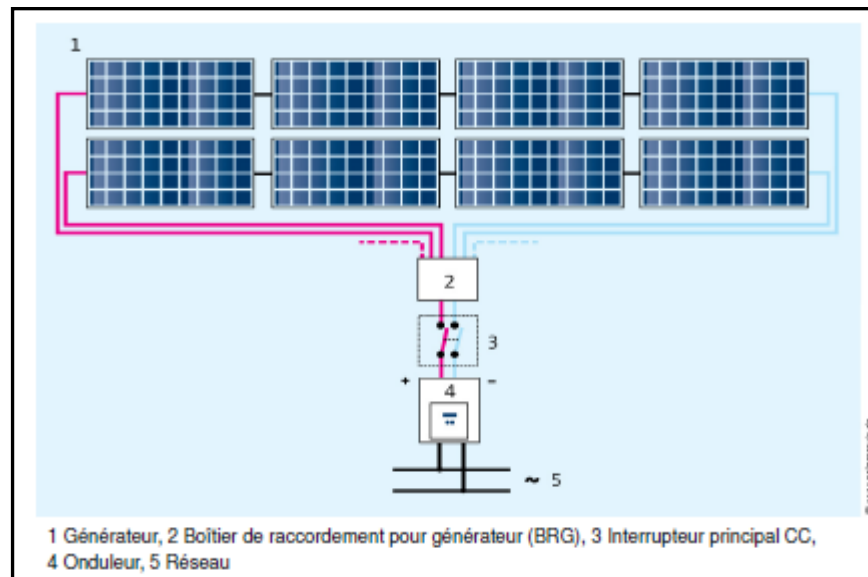 1
2
3
+ 4 -
~ 5
1 Générateur, 2 Boîtier de raccordement pour générateur (BRG), 3 Interrupteur principal CC,
4 Onduleur, 5 Réseau